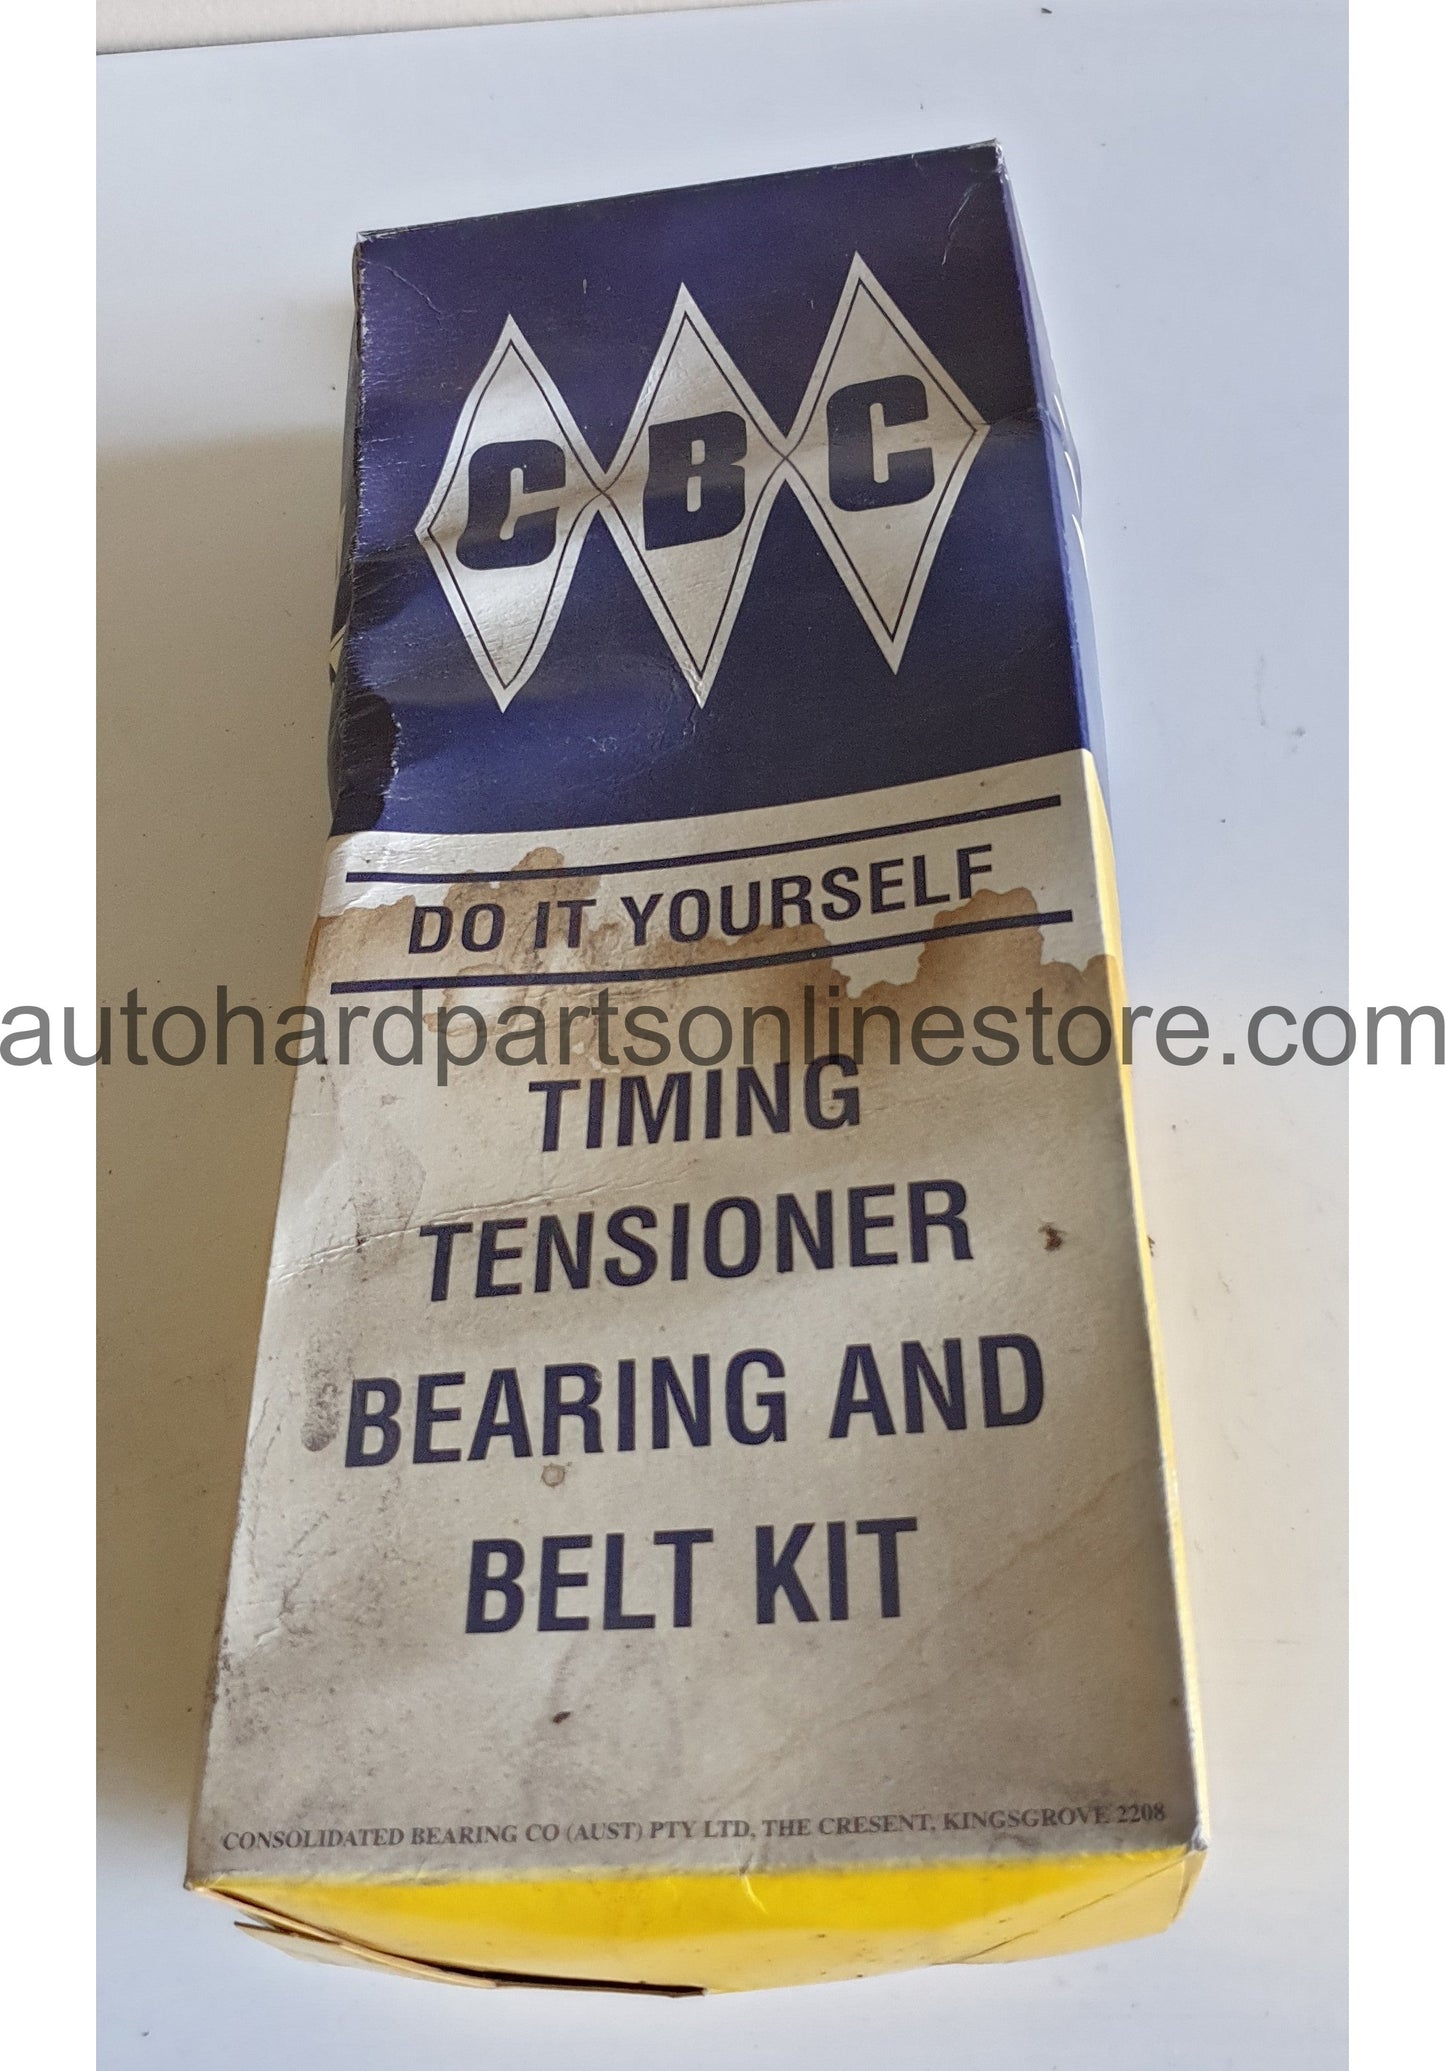 CBC
DO IT YOURSELF
autohardpartsonlinestore.com
TIMING
TENSIONER
BEARING AND
BELT KIT
CONSOLIDATED BEARING CO (AUST) PTY LTD, THE CRESENT, KINGSGROVE 2208